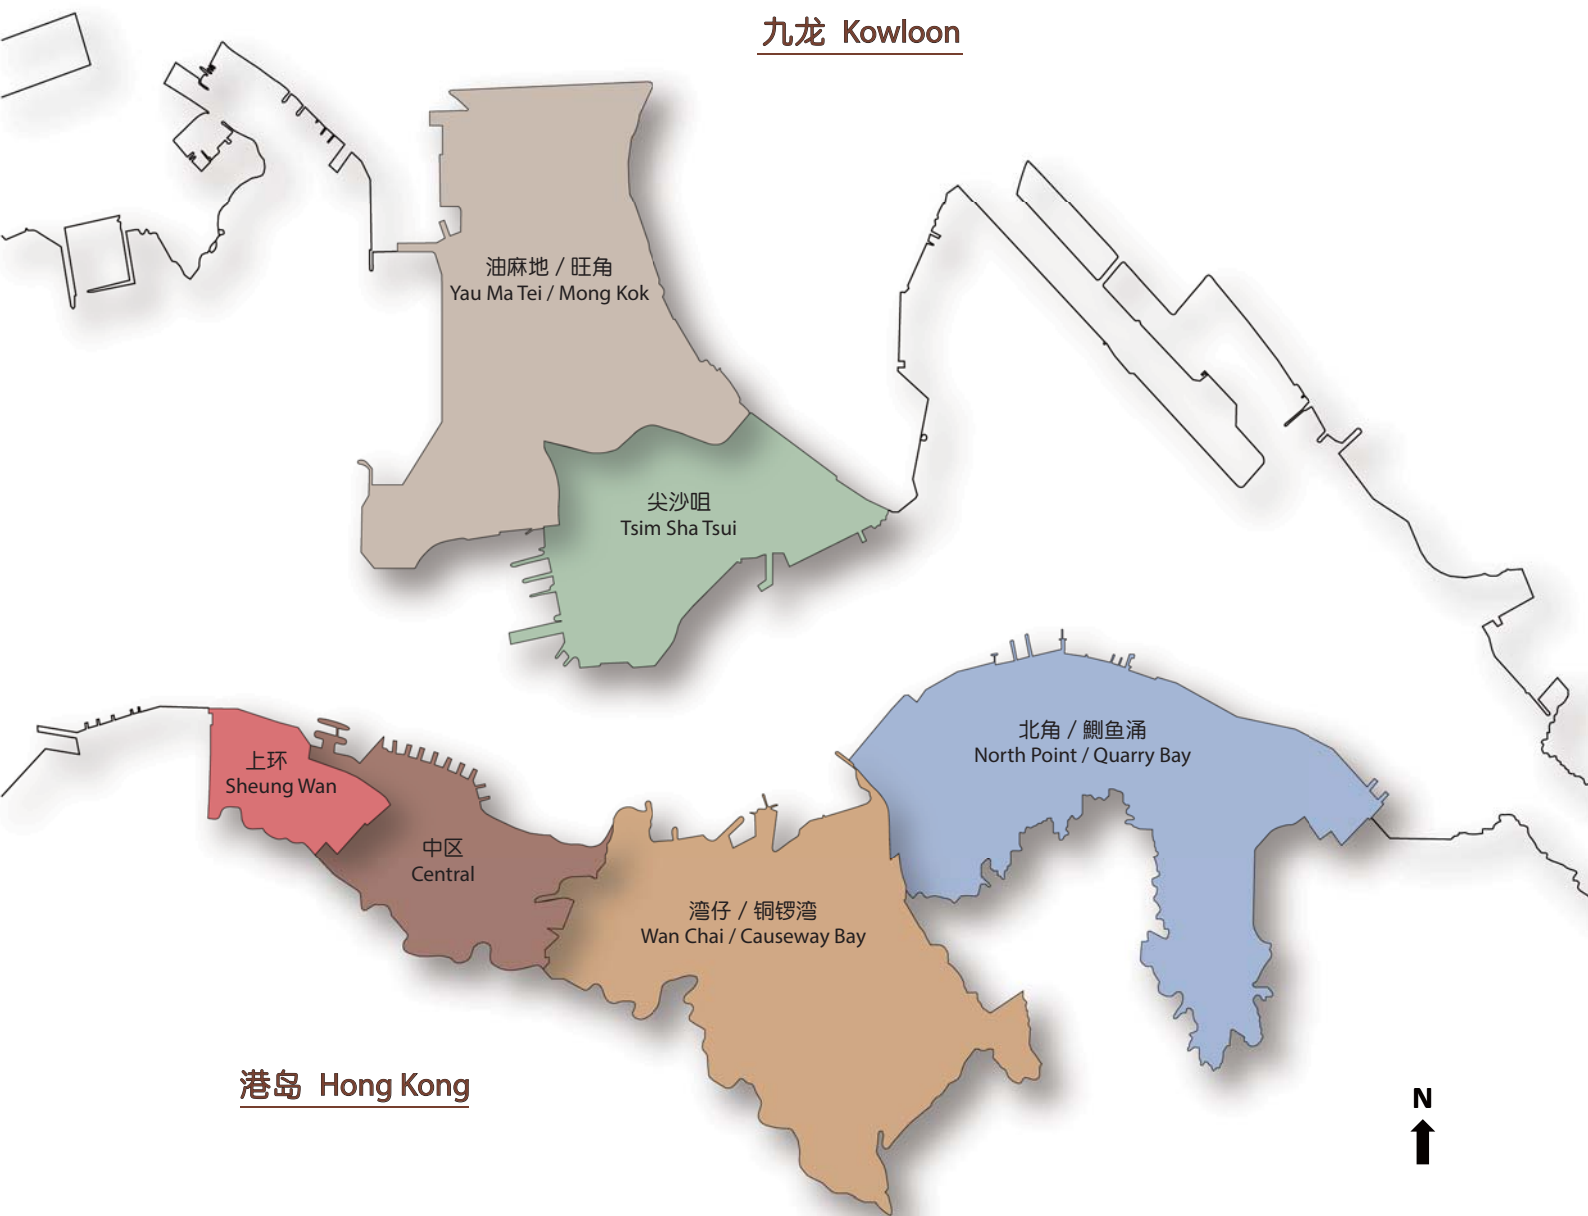 九龙 Kowloon
油麻地 / 旺角
Yau Ma Tei / Mong Kok
尖沙咀
Tsim Sha Tsui
北角 / 鲗鱼涌
North Point / Quarry Bay
上环
Sheung Wan
中区
Central
湾仔 / 铜锣湾
Wan Chai / Causeway Bay
港岛 Hong Kong
N